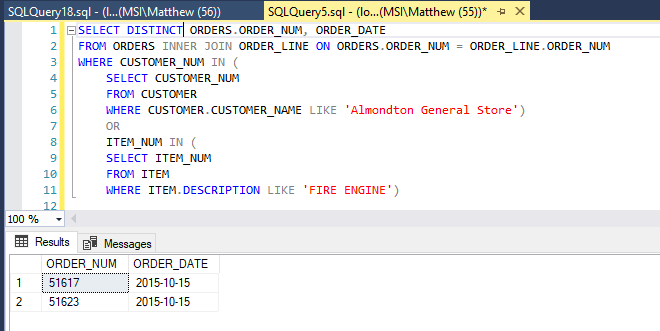 SQLQuery18.sql - (l...(MSI\Matthew (56)) SQLQuery5.sql - (lo...(MSI\Matthew (55))*
1 SELECT DISTINCT ORDERS.ORDER_NUM, ORDER_DATE
2 FROM ORDERS INNER JOIN ORDER_LINE ON ORDERS.ORDER_NUM = ORDER_LINE.ORDER_NUM
3 WHERE CUSTOMER_NUM IN (
4 SELECT CUSTOMER_NUM
5 FROM CUSTOMER
6 WHERE CUSTOMER.CUSTOMER_NAME LIKE 'Almondton General Store')
7 OR
8 ITEM_NUM IN (
9 SELECT ITEM_NUM
10 FROM ITEM
11 WHERE ITEM.DESCRIPTION LIKE 'FIRE ENGINE')
12
100 %
Results Messages
ORDER_NUM ORDER_DATE
1 51617 2015-10-15
2 51623 2015-10-15